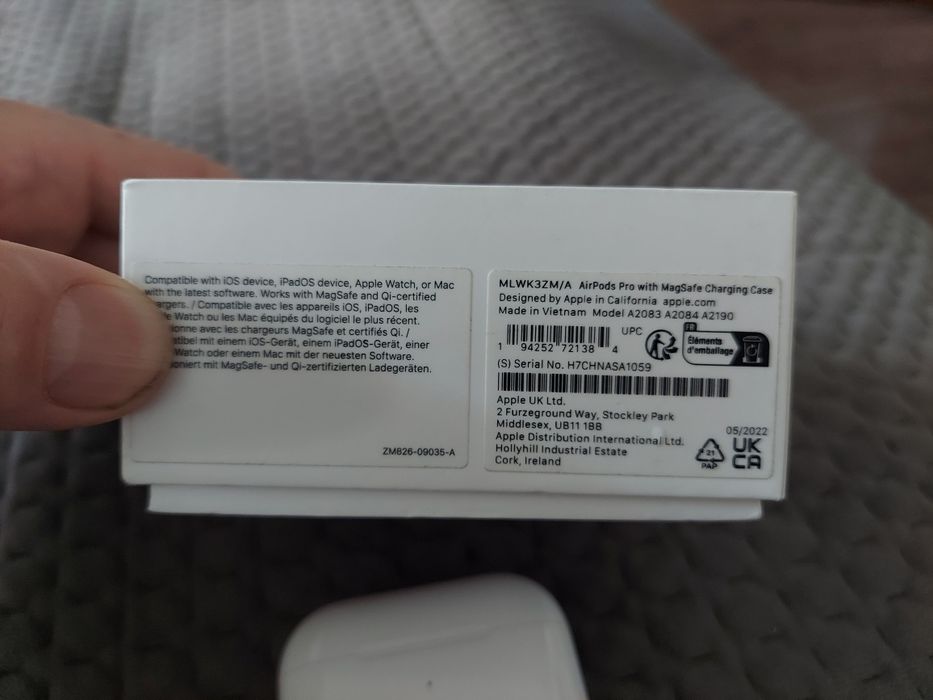 Compatible with iOS device, iPadOS device, Apple Watch, or Mac
with the latest software. Works with MagSafe and Qi-certified
/ Compatible avec les appareils iOS, iPadOS, les
Watch ou les Mac équipés du logiciel le plus récent.
avec les chargeurs MagSafe et certifiés Qi. /
mit einem iOS-Gerät, einem iPadOS-Gerät, einer
Watch oder einem Mac mit der neuesten Software.
mit MagSafe- und Qi-zertifizierten Ladegeräten.
ZM826-09035-A
MLWK3ZM/A AirPods Pro with MagSafe Charging Case
Designed by Apple in California apple.com
Made in Vietnam Model A2083 A2084 A2190
UPC
1 94252 72138 4
FR
Éléments
d'emballage
(S) Serial No. H7CHNASA1059
Apple UK Ltd.
2 Furzeground Way, Stockley Park
Middlesex, UB11 1BB
Apple Distribution International Ltd.
Hollyhill Industrial Estate
Cork, Ireland
05/2022
21
PAP
UK
CA